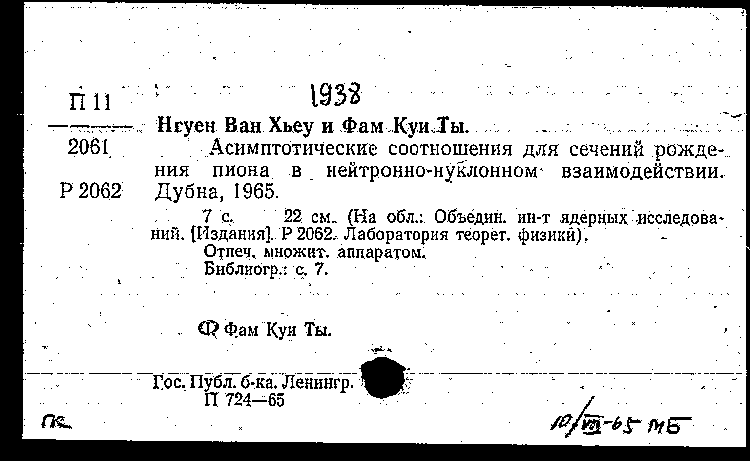 1938
П 11
2061
Р 2062
Нгуен Ван Хьеу и Фам Куи Ты.
Асимптотические соотношения для сечений рожде-
ния пиона в нейтронно-нуклонном взаимодействии.
Дубна, 1965.
7 с. 22 см. (На обл.: Объедин. ин-т ядерных исследова-
ний. [Издания]. Р 2062. Лаборатория теорет. физики).
Отпеч. множит. аппаратом.
Библиогр.: с. 7.
Фам Куи Ты.
Гос. Публ. б-ка. Ленингр.
П 724—65
10/VIII-65 МБ